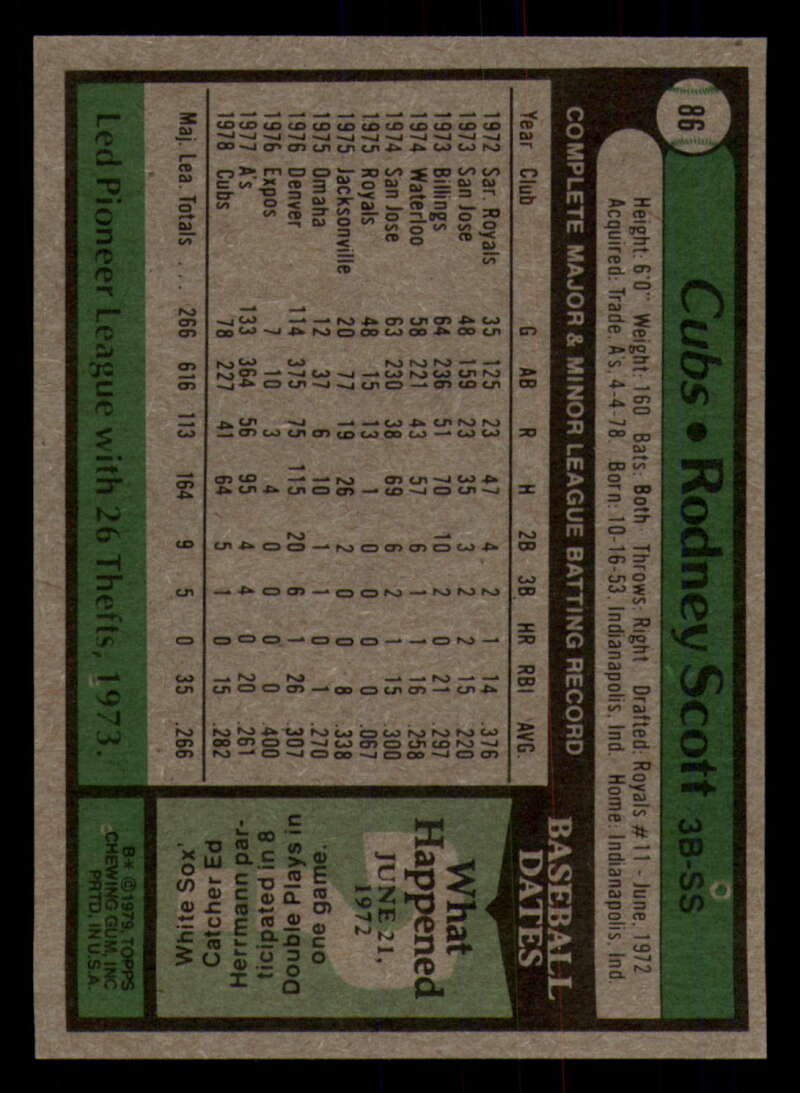 86
Cubs • Rodney Scott 3B-SS
Height: 6'0" Weight: 160 Bats: Both Throws: Right Drafted: Royals #11 - June, 1972
Acquired: Trade, A's, 4-4-78 Born: 10-16-53, Indianapolis, Ind. Home: Indianapolis, Ind.
COMPLETE MAJOR & MINOR LEAGUE BATTING RECORD
Year Club G AB R H 2B 3B HR RBI AVG.
1972 Sar. Royals 35 125 23 47 4 2 1 14 .376
1973 San Jose 48 159 23 35 3 2 2 15 .220
1973 Billings 64 236 51 70 10 2 0 21 .297
1974 Waterloo 58 221 43 57 6 1 1 16 .258
1974 San Jose 63 230 38 69 6 2 1 15 .300
1975 Royals 48 15 13 1 0 0 0 0 .067
1975 Jacksonville 20 77 19 26 2 0 0 8 .338
1975 Omaha 12 37 6 10 1 1 0 1 .270
1976 Denver 114 375 75 115 20 6 1 26 .307
1976 Expos 7 10 3 4 0 0 0 0 .400
1977 A's 133 364 56 95 4 4 0 20 .261
1978 Cubs 78 227 41 64 5 1 0 15 .282
Maj. Lea. Totals . . . 266 616 113 164 9 5 0 35 .266
Led Pioneer League with 26 Thefts, 1973.
BASEBALL
DATES
What
Happened
JUNE 21,
1972
White Sox'
Catcher Ed
Herrmann par-
ticipated in 8
Double Plays in
one game.
B* ©1979, TOPPS
CHEWING GUM, INC
PRTD. IN U.S.A.